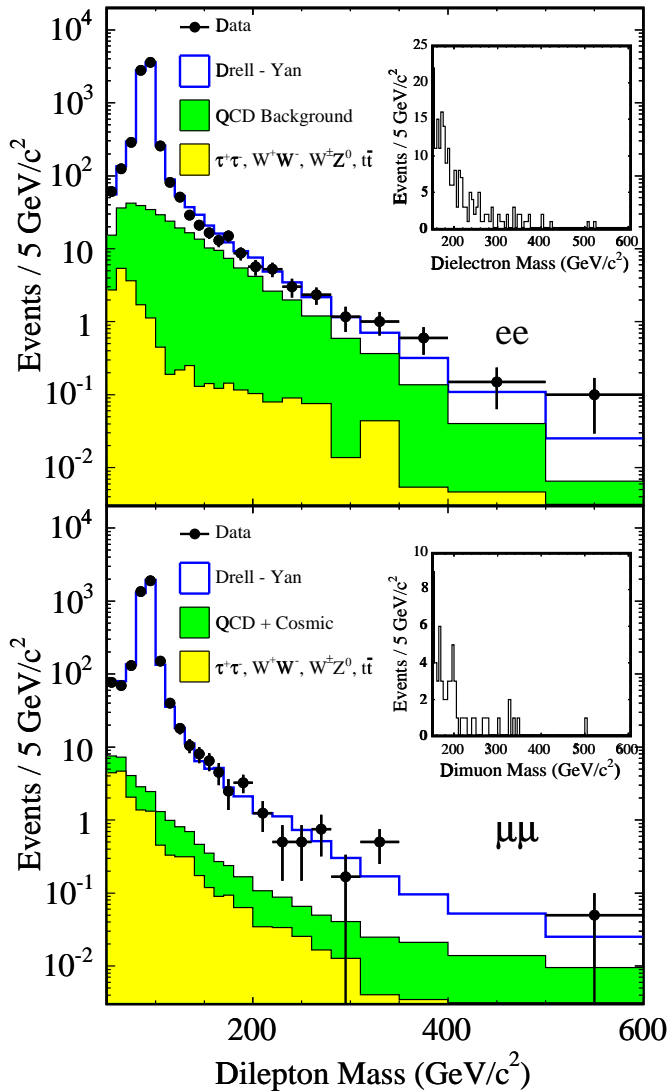 10⁴
10³
10²
10
1
10⁻¹
10⁻²
Events / 5 GeV/c²
Data
Drell - Yan
QCD Background
τ⁺τ⁻, W⁺W⁻, W±Z⁰, tt̄
25
20
15
10
5
0
Events / 5 GeV/c²
200 300 400 500 600
Dielectron Mass (GeV/c²)
ee
10⁴
10³
10²
10
1
10⁻¹
10⁻²
Events / 5 GeV/c²
Data
Drell - Yan
QCD + Cosmic
τ⁺τ⁻, W⁺W⁻, W±Z⁰, tt̄
10
8
6
4
2
0
Events / 5 GeV/c²
200 300 400 500 600
Dimuon Mass (GeV/c²)
μμ
200 400 600
Dilepton Mass (GeV/c²)